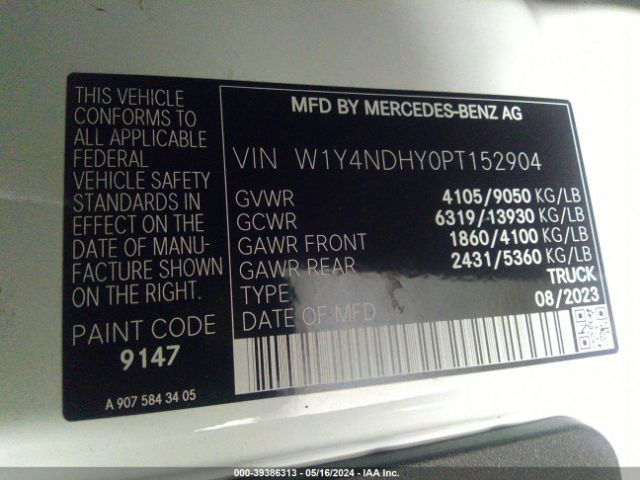 THIS VEHICLE
CONFORMS TO
ALL APPLICABLE
FEDERAL
VEHICLE SAFETY
STANDARDS IN
EFFECT ON THE
DATE OF MANU-
FACTURE SHOWN
ON THE RIGHT.
PAINT CODE
9147
A 907 584 34 05
MFD BY MERCEDES-BENZ AG
VIN W1Y4NDHY0PT152904
GVWR 4105/9050 KG/LB
GCWR 6319/13930 KG/LB
GAWR FRONT 1860/4100 KG/LB
GAWR REAR 2431/5360 KG/LB
TYPE TRUCK
DATE OF MFD 08/2023
000-39386313 - 05/16/2024 - IAA Inc.